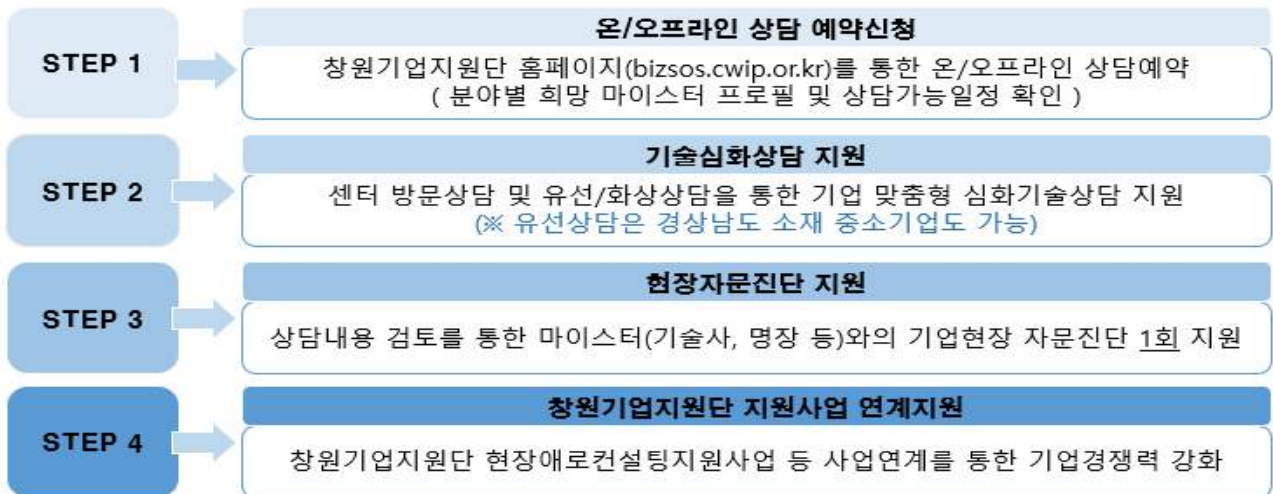 STEP 1
온/오프라인 상담 예약신청
창원기업지원단 홈페이지(bizsos.cwip.or.kr)를 통한 온/오프라인 상담예약
( 분야별 희망 마이스터 프로필 및 상담가능일정 확인 )
STEP 2
기술심화상담 지원
센터 방문상담 및 유선/화상상담을 통한 기업 맞춤형 심화기술상담 지원
(※ 유선상담은 경상남도 소재 중소기업도 가능)
STEP 3
현장자문진단 지원
상담내용 검토를 통한 마이스터(기술사, 명장 등)와의 기업현장 자문진단 1회 지원
STEP 4
창원기업지원단 지원사업 연계지원
창원기업지원단 현장애로컨설팅지원사업 등 사업연계를 통한 기업경쟁력 강화